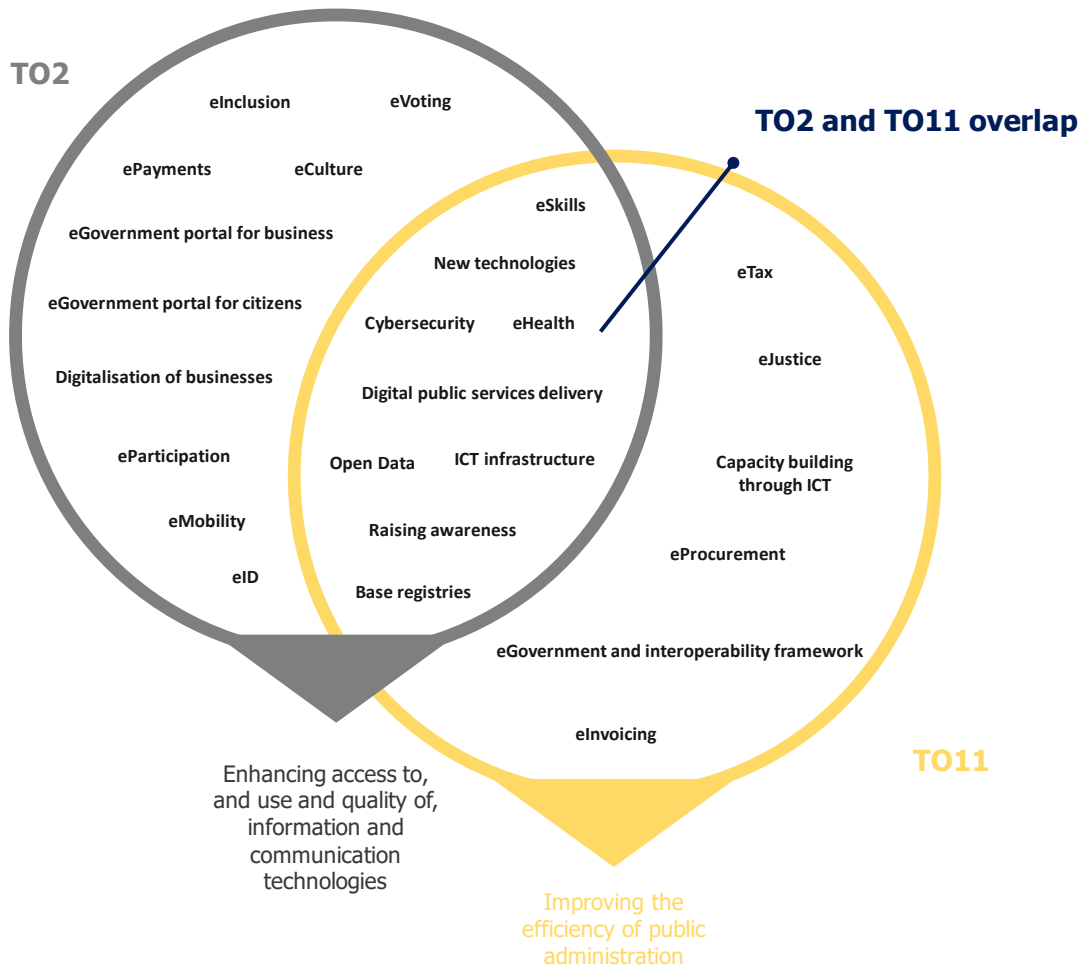 TO2
eInclusion
eVoting
TO2 and TO11 overlap
ePayments
eCulture
eSkills
eGovernment portal for business
New technologies
eTax
eGovernment portal for citizens
Cybersecurity
eHealth
eJustice
Digitalisation of businesses
Digital public services delivery
eParticipation
Open Data
ICT infrastructure
Capacity building
through ICT
eMobility
Raising awareness
eProcurement
eID
Base registries
eGovernment and interoperability framework
eInvoicing
TO11
Enhancing access to,
and use and quality of,
information and
communication
technologies
Improving the
efficiency of public
administration